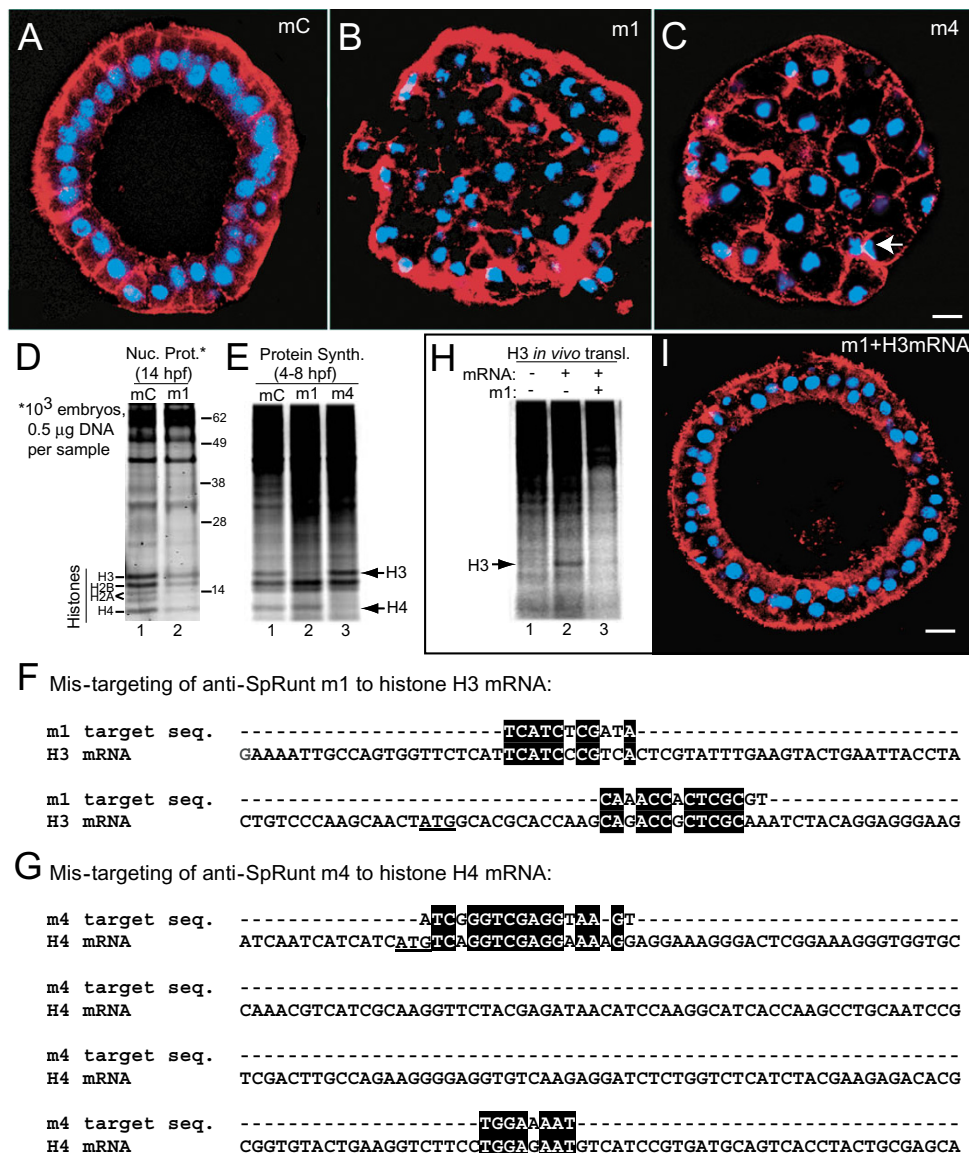 A mC
B m1
C m4
D Nuc. Prot.*
(14 hpf)
mC m1
*10³ embryos,
0.5 µg DNA
per sample
62
49
38
28
14
Histones
H3
H2B
H2A
H4
1 2
E Protein Synth.
(4-8 hpf)
mC m1 m4
H3
H4
1 2 3
H H3 in vivo transl.
mRNA: - + +
m1: - - +
H3
1 2 3
I m1+H3mRNA
F Mis-targeting of anti-SpRunt m1 to histone H3 mRNA:
m1 target seq. ----------------------TCATCTCGATA---------------------------
H3 mRNA GAAAATTGCCAGTGGTTCTCATTCATCCCGTCACTCGTATTTGAAGTACTGAATTACCTA
m1 target seq. ------------------------------CAAACCACTCGCGT----------------
H3 mRNA CTGTCCCAAGCAACTATGGCACGCACCAAGCAGACCGCTCGCAAATCTACAGGAGGGAAG
G Mis-targeting of anti-SpRunt m4 to histone H4 mRNA:
m4 target seq. ---------------ATCGGGTCGAGGTAA-GT---------------------------
H4 mRNA ATCAATCATCATCATGTCAGGTCGAGGAAAAGGAGGAAAGGGACTCGGAAAGGGTGGTGC
m4 target seq. ------------------------------------------------------------
H4 mRNA CAAACGTCATCGCAAGGTTCTACGAGATAACATCCAAGGCATCACCAAGCCTGCAATCCG
m4 target seq. ------------------------------------------------------------
H4 mRNA TCGACTTGCCAGAAGGGGAGGTGTCAAGAGGATCTCTGGTCTCATCTACGAAGAGACACG
m4 target seq. --------------------TGGAAAAT--------------------------------
H4 mRNA CGGTGTACTGAAGGTCTTCCTGGAGAATGTCATCCGTGATGCAGTCACCTACTGCGAGCA